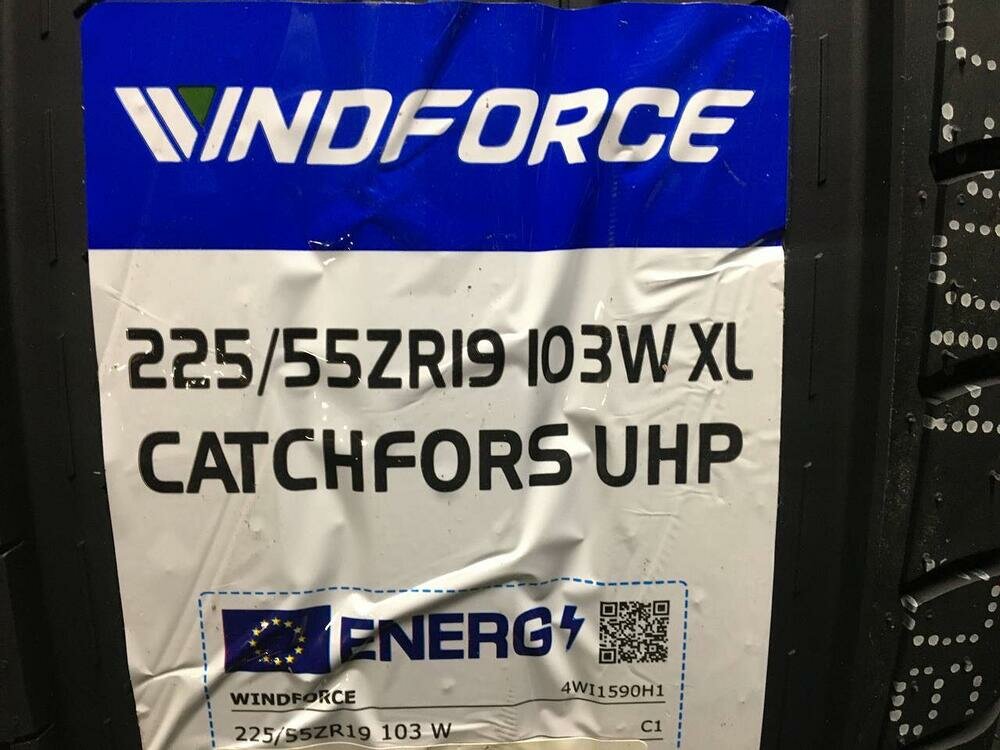 WINDFORCE
225/55ZR19 103W XL
CATCHFORS UHP
ENERG
WINDFORCE 4WI1590H1
225/55ZR19 103 W C1